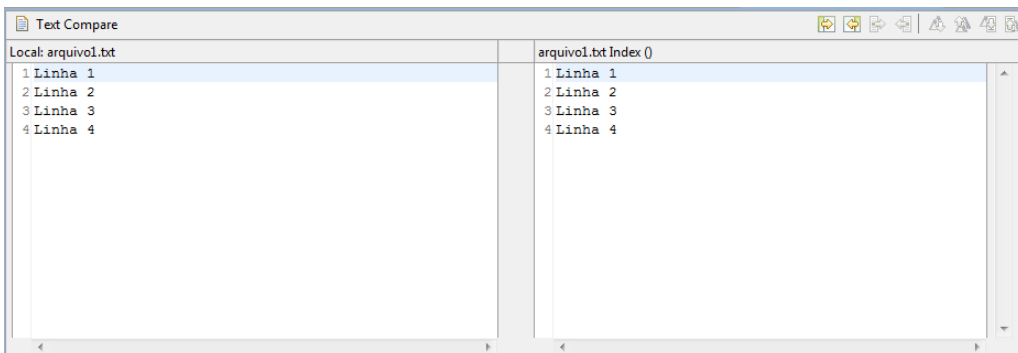 Text Compare
Local: arquivo1.txt
arquivo1.txt Index ()
1 Linha 1
2 Linha 2
3 Linha 3
4 Linha 4
1 Linha 1
2 Linha 2
3 Linha 3
4 Linha 4